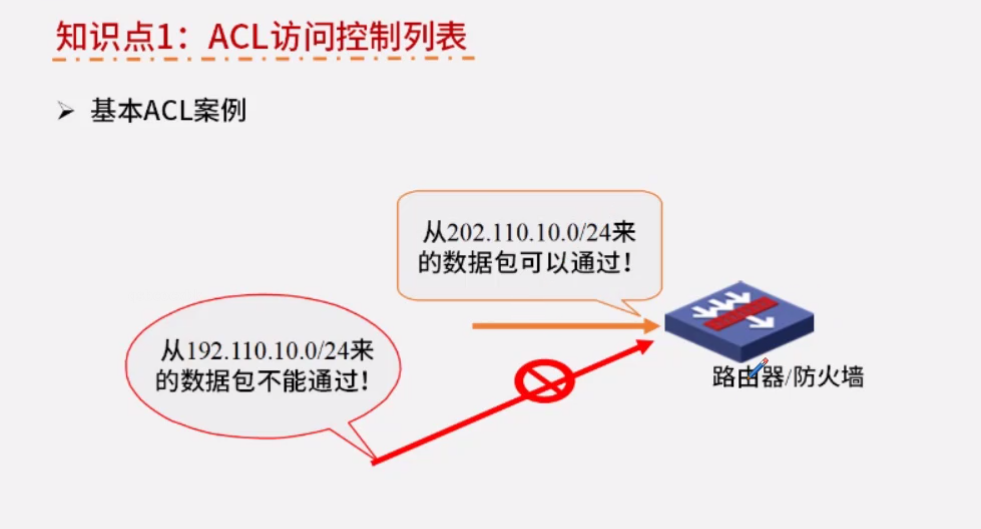 知识点1：ACL访问控制列表
➢ 基本ACL案例
从202.110.10.0/24来
的数据包可以通过！
从192.110.10.0/24来
的数据包不能通过！
路由器/防火墙